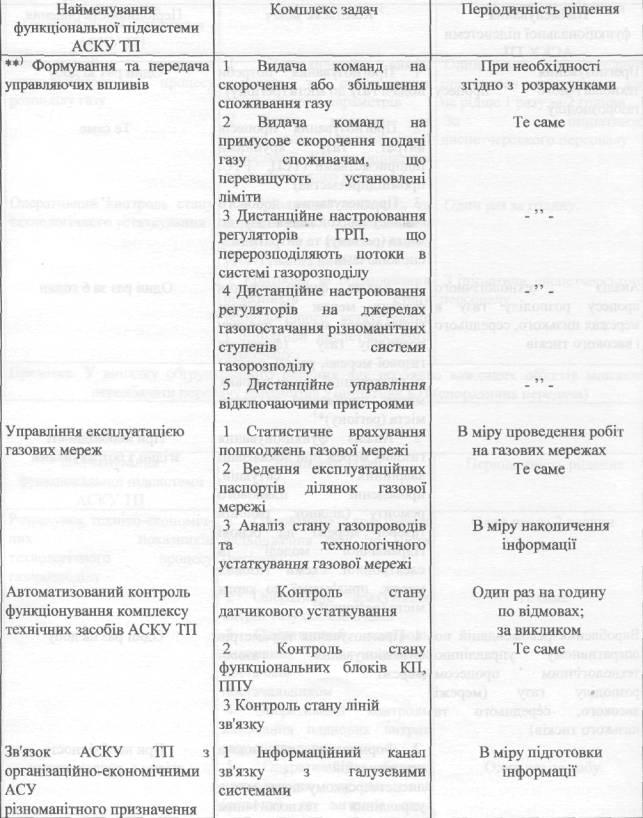 Найменування
функціональної підсистеми
АСКУ ТП
Комплекс задач
Періодичність рішення
**) Формування та передача
управляючих впливів
1 Видача команд на
скорочення або збільшення
споживання газу
При необхідності
згідно з розрахунками
2 Видача команд на
примусове скорочення подачі
газу споживачам, що
перевищують установлені
ліміти
Те саме
3 Дистанційне настроювання
регуляторів ГРП, що
перерозподіляють потоки в
системі газорозподілу
- ’’ -
4 Дистанційне настроювання
регуляторів на джерелах
газопостачання різноманітних
ступенів системи
газорозподілу
- ’’ -
5 Дистанційне управління
відключаючими пристроями
- ’’ -
Управління експлуатацією
газових мереж
1 Статистичне врахування
пошкоджень газової мережі
В міру проведення робіт
на газових мережах
2 Ведення експлуатаційних
паспортів ділянок газової
мережі
Те саме
3 Аналіз стану газопроводів
та технологічного
устаткування газової мережі
В міру накопичення
інформації
Автоматизований контроль
функціонування комплексу
технічних засобів АСКУ ТП
1 Контроль стану
датчикового устаткування
Один раз на годину
по відмовах;
за викликом
2 Контроль стану
функціональних блоків КП,
ППУ
Те саме
3 Контроль стану ліній
зв'язку
Зв'язок АСКУ ТП з
організаційно-економічними
АСУ
різноманітного призначення
1 Інформаційний канал
зв'язку з галузевими
системами
В міру підготовки
інформації